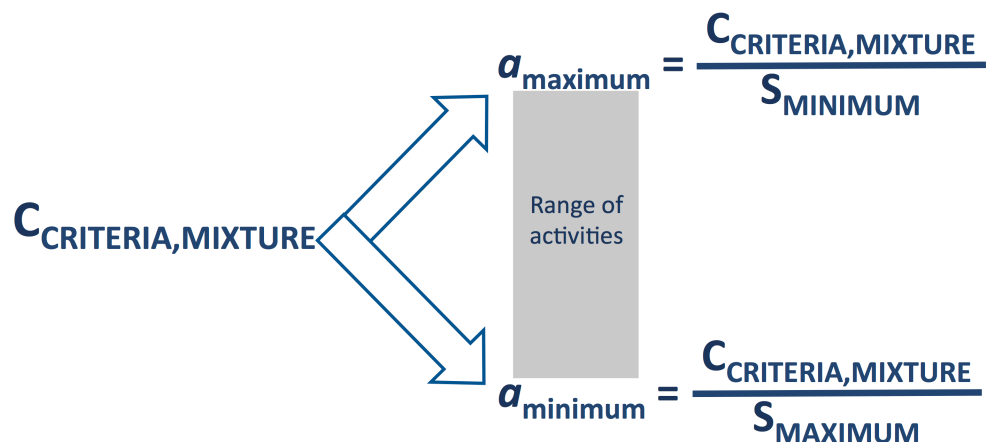 a maximum = C CRITERIA,MIXTURE
S MINIMUM
Range of
activities
C CRITERIA,MIXTURE
a minimum = C CRITERIA,MIXTURE
S MAXIMUM